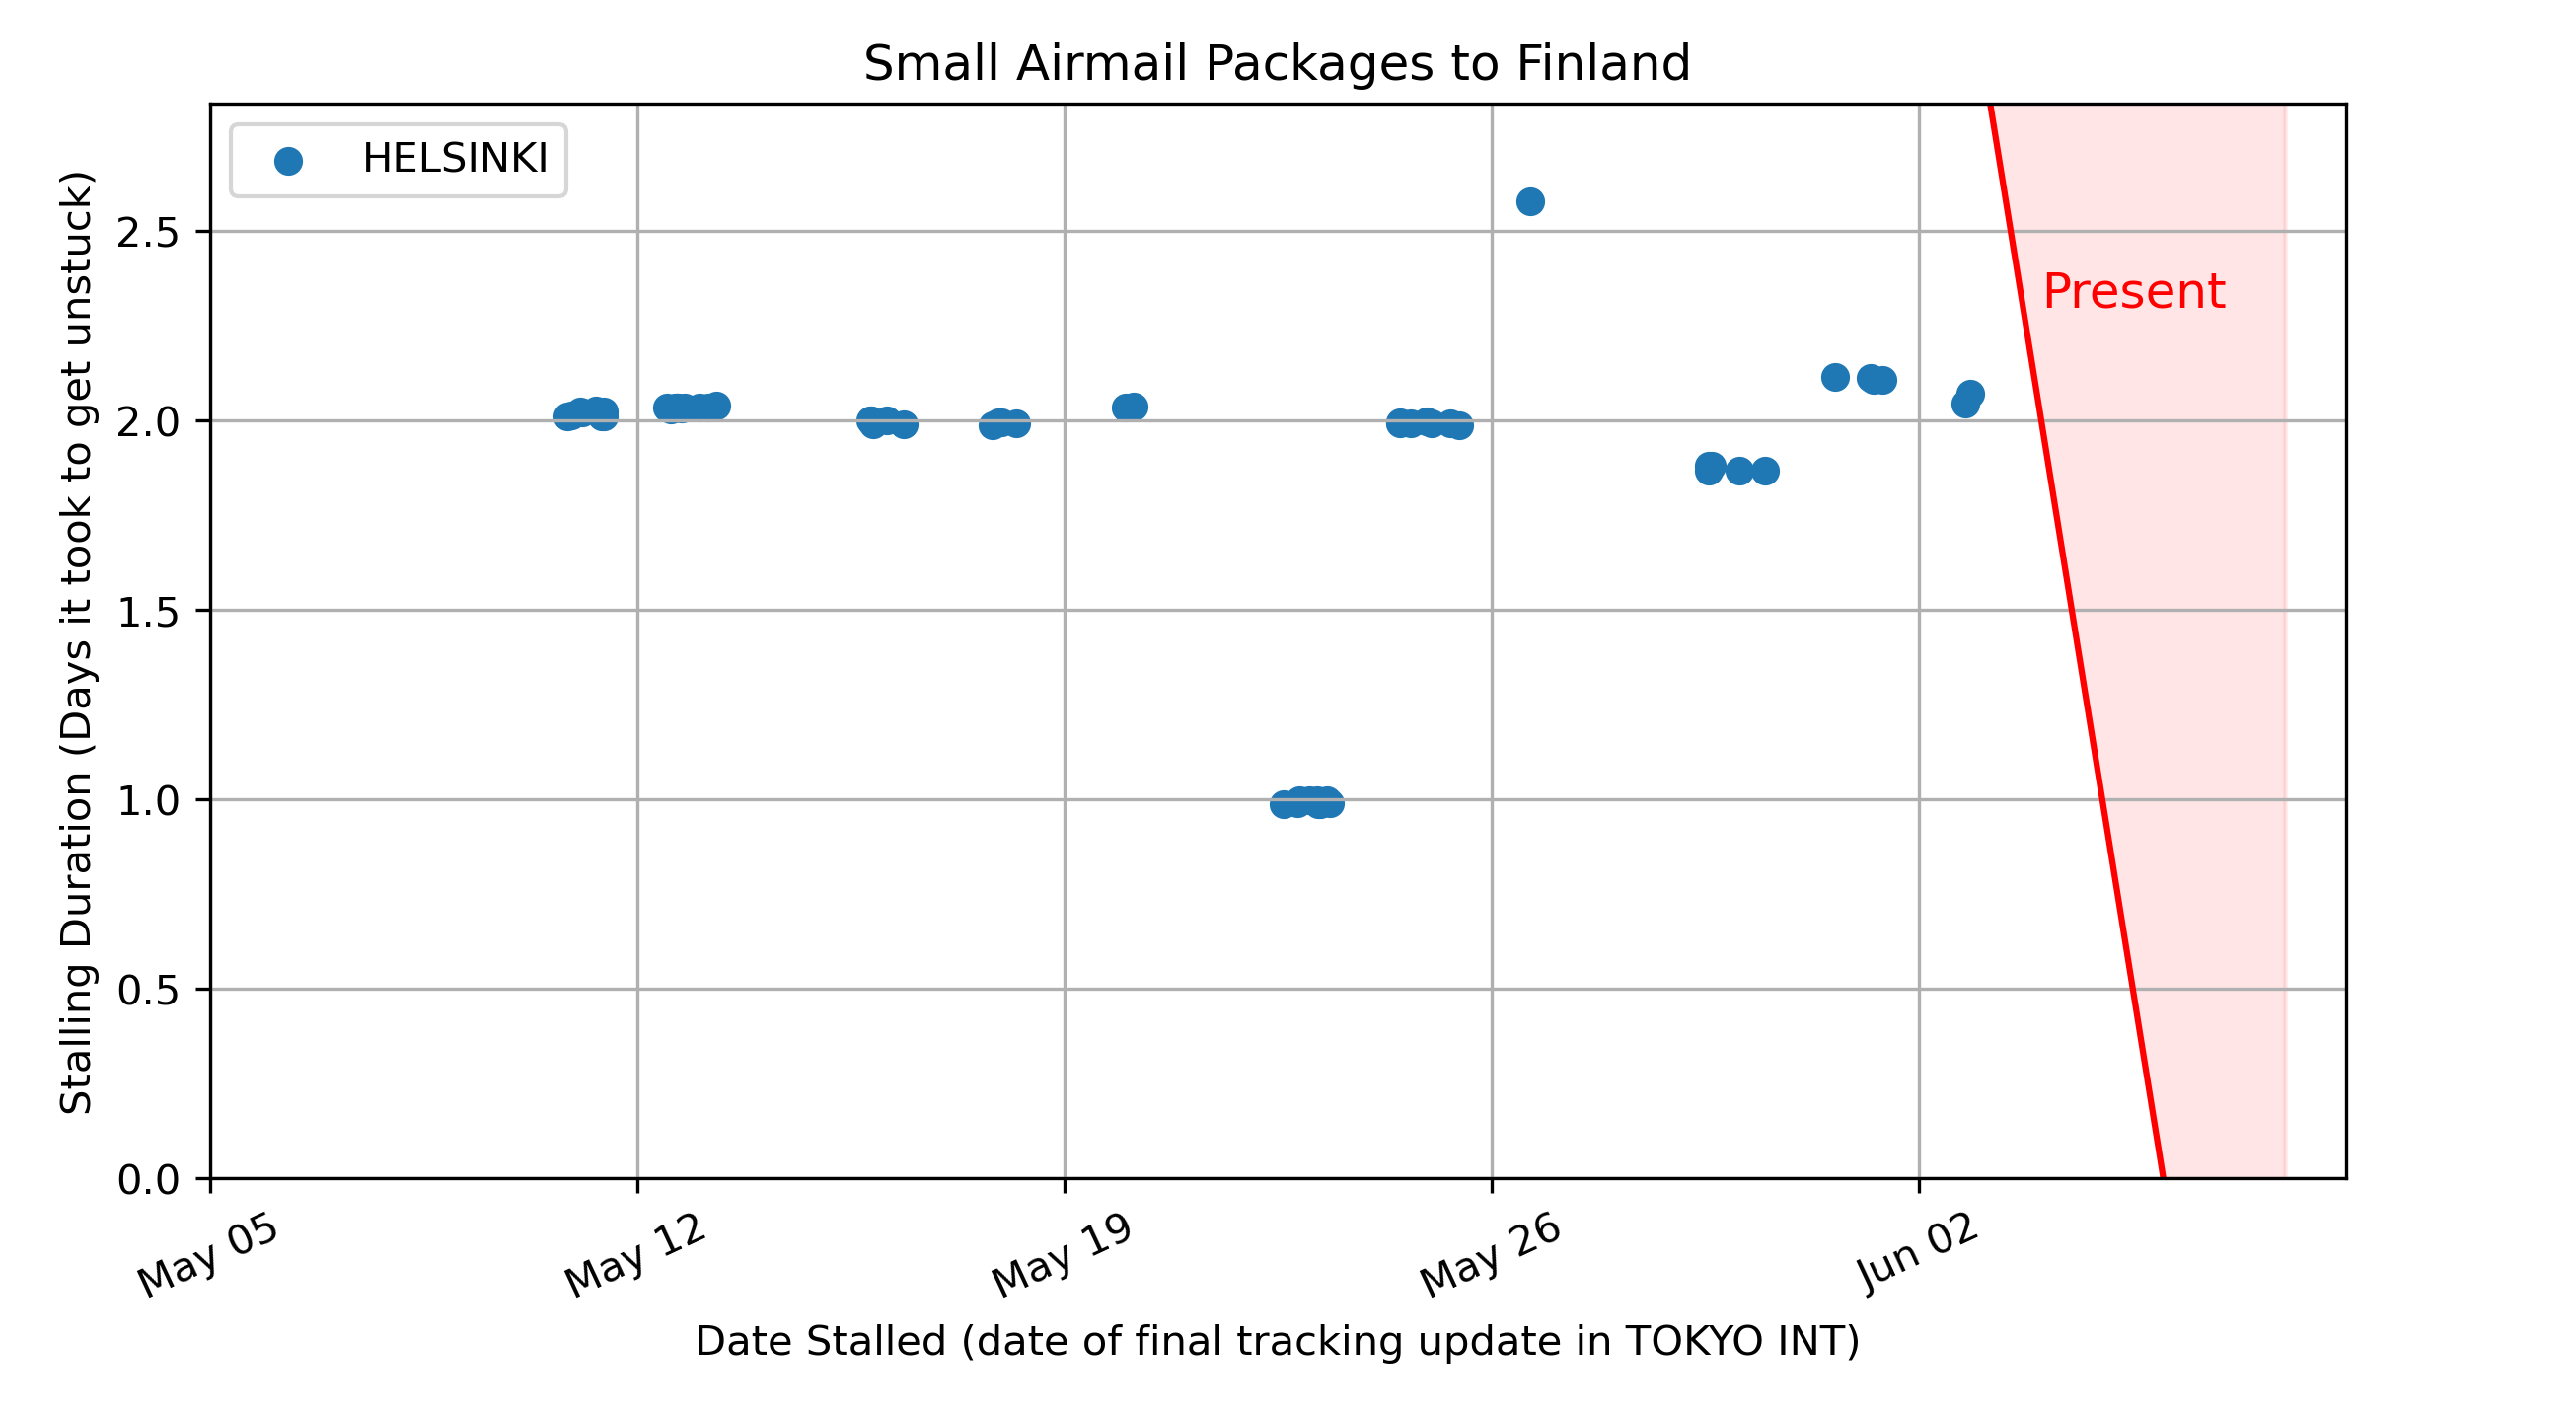 Small Airmail Packages to Finland
HELSINKI
Present
Stalling Duration (Days it took to get unstuck)
2.5
2.0
1.5
1.0
0.5
0.0
May 05
May 12
May 19
May 26
Jun 02
Date Stalled (date of final tracking update in TOKYO INT)